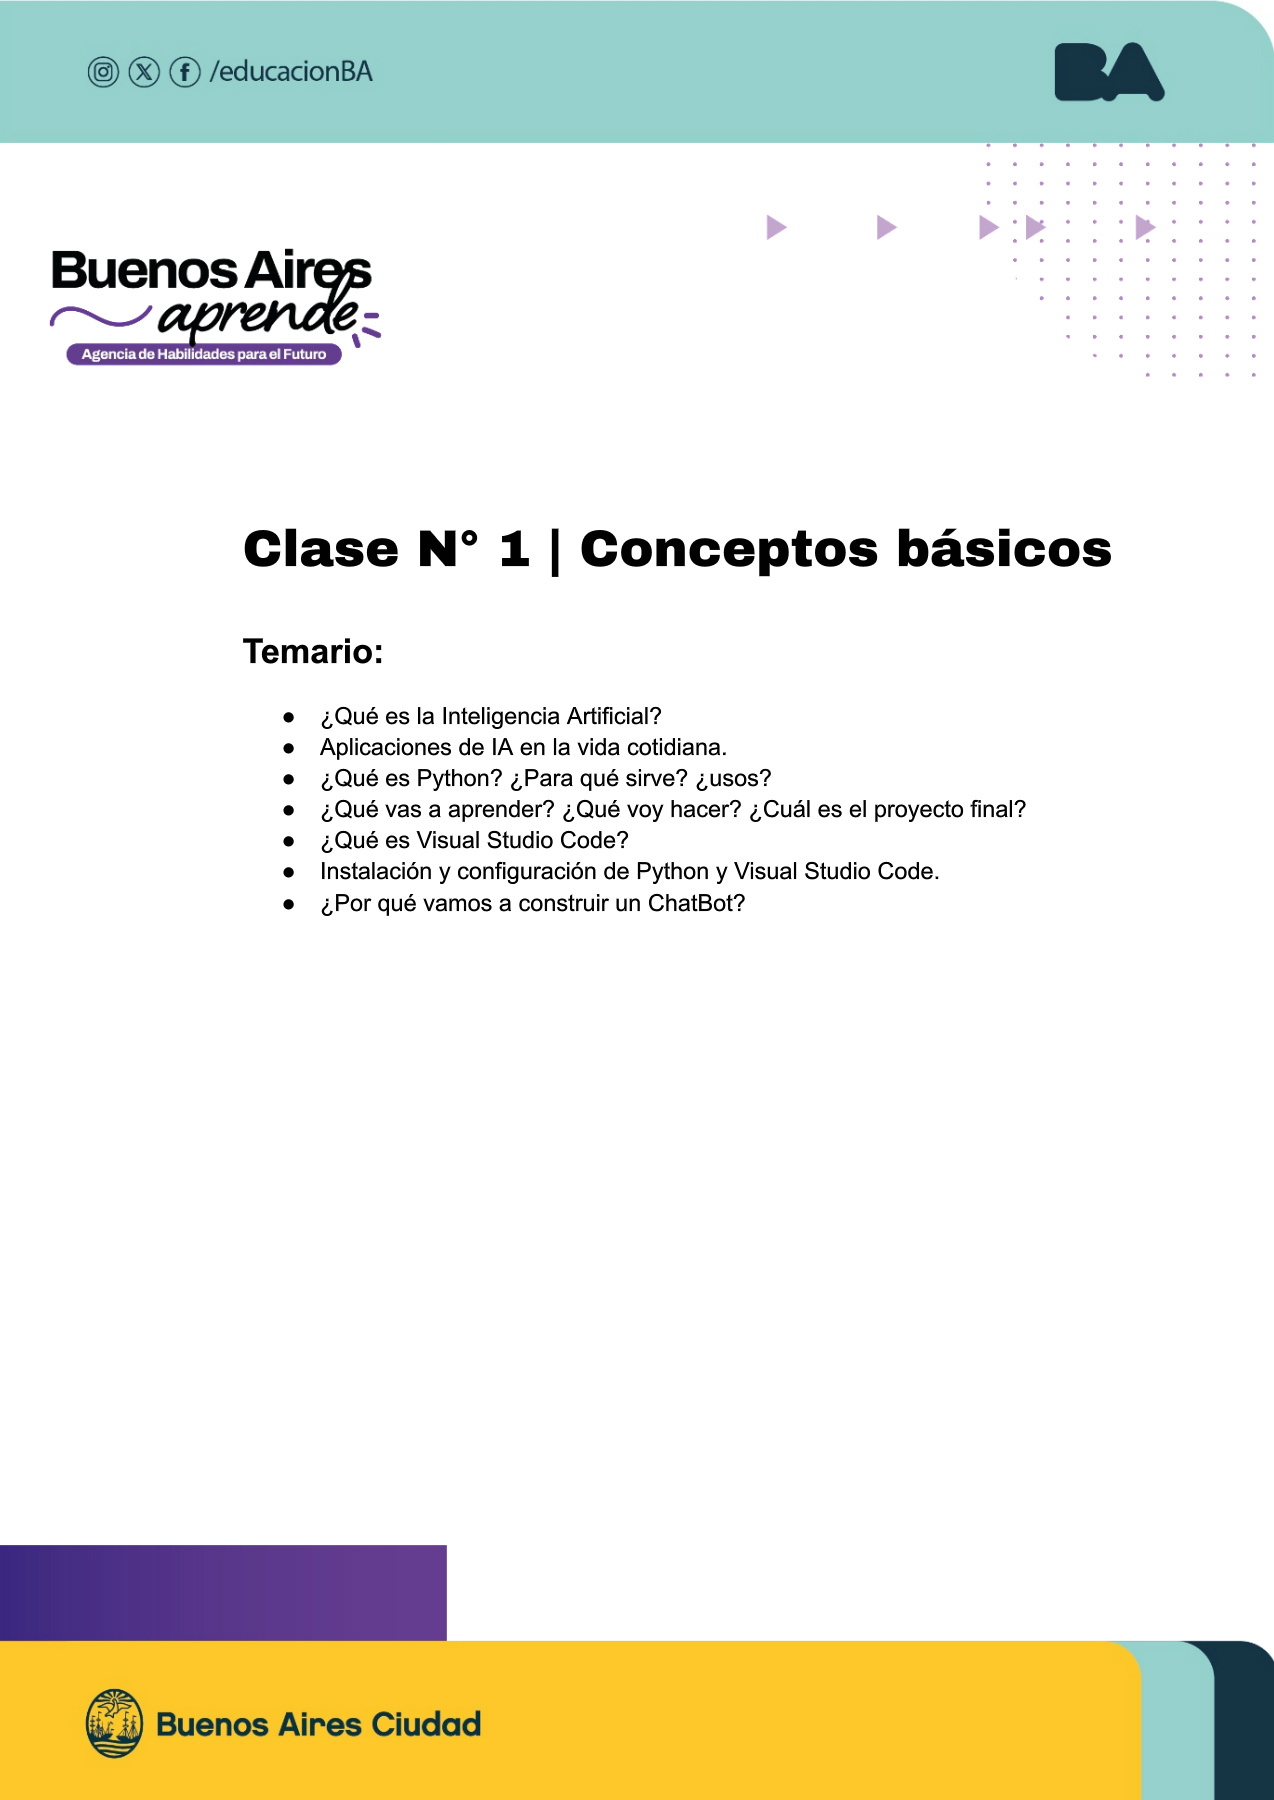 /educacionBA
BA
Buenos Aires
aprende
Agencia de Habilidades para el Futuro
Clase N° 1 | Conceptos básicos
Temario:
● ¿Qué es la Inteligencia Artificial?
● Aplicaciones de IA en la vida cotidiana.
● ¿Qué es Python? ¿Para qué sirve? ¿usos?
● ¿Qué vas a aprender? ¿Qué voy hacer? ¿Cuál es el proyecto final?
● ¿Qué es Visual Studio Code?
● Instalación y configuración de Python y Visual Studio Code.
● ¿Por qué vamos a construir un ChatBot?
Buenos Aires Ciudad